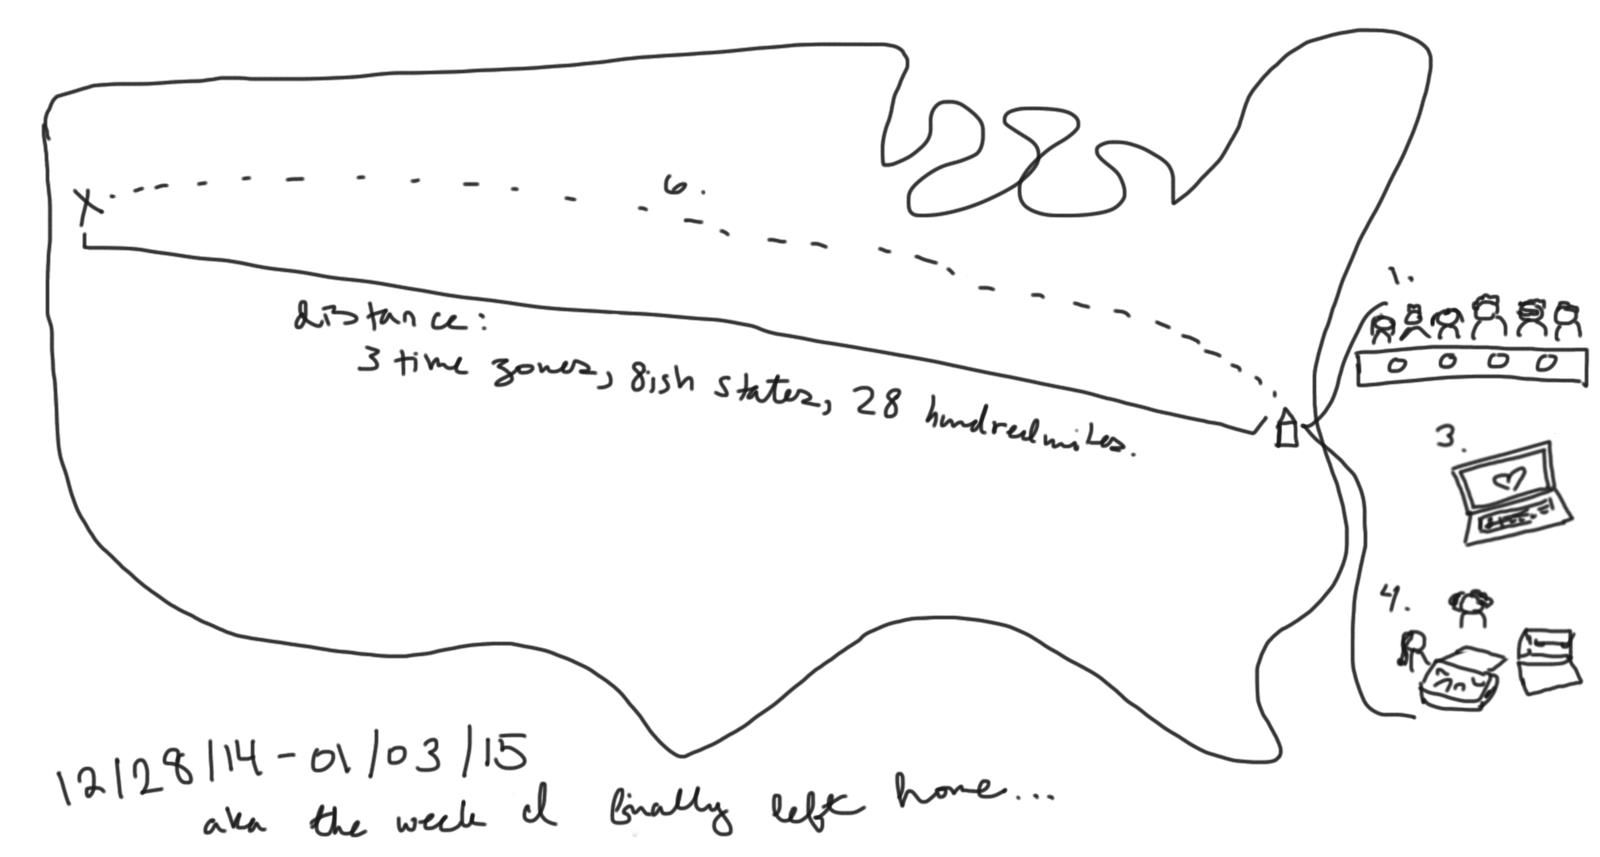 6.
distance:
3 time zones, 8ish states, 28 hundred miles.
1.
3.
4.
12/28/14 - 01/03/15
aka the week I finally left home...